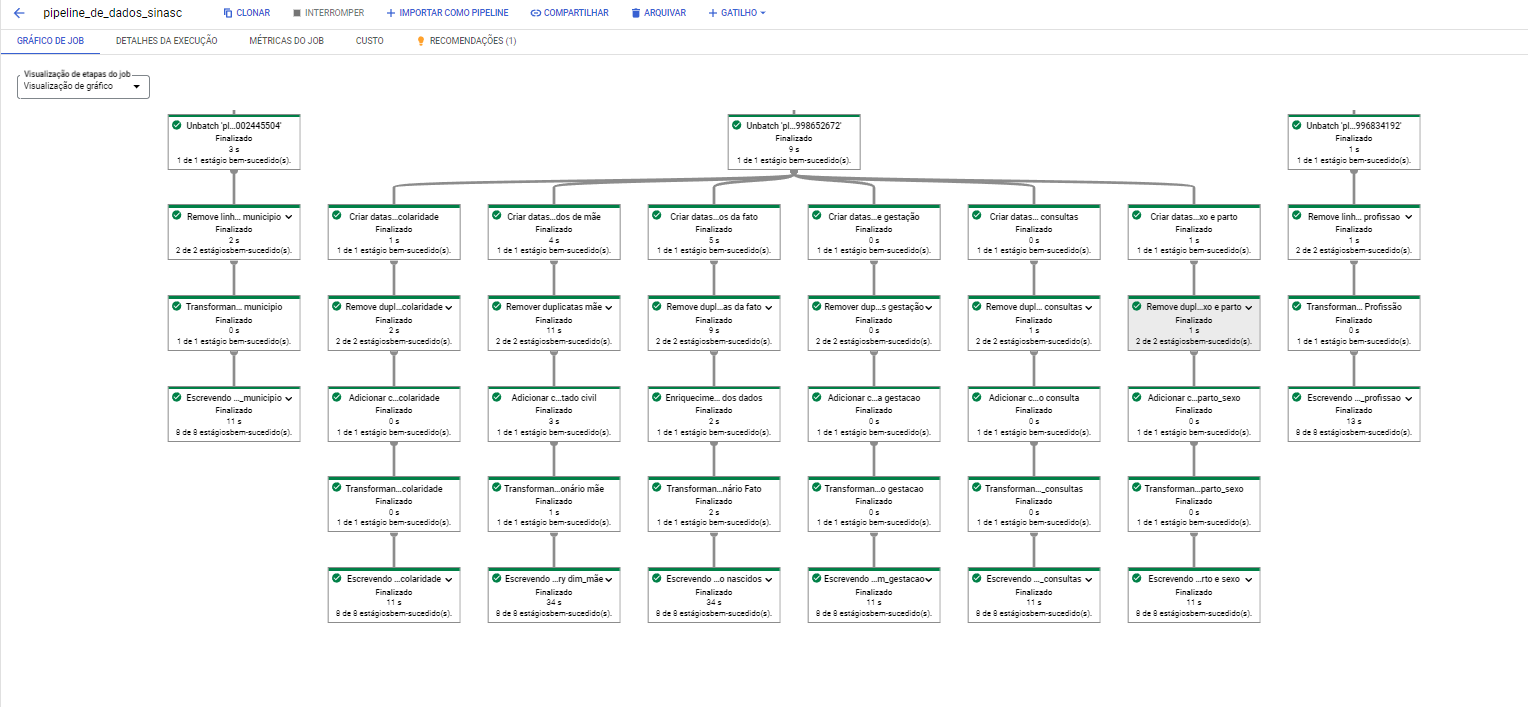 pipeline_de_dados_sinasc
CLONAR
INTERROMPER
IMPORTAR COMO PIPELINE
COMPARTILHAR
ARQUIVAR
GATILHO
GRÁFICO DE JOB
DETALHES DA EXECUÇÃO
MÉTRICAS DO JOB
CUSTO
RECOMENDAÇÕES (1)
Visualização de etapas do job
Visualização de gráfico
Unbatch 'pl...002445504'
Finalizado
3 s
1 de 1 estágio bem-sucedido(s).
Unbatch 'pl...998652672'
Finalizado
9 s
1 de 1 estágio bem-sucedido(s).
Unbatch 'pl...996834192'
Finalizado
1 s
1 de 1 estágio bem-sucedido(s).
Remove linh... municipio
Finalizado
2 s
2 de 2 estágiosbem-sucedido(s).
Criar datas...colaridade
Finalizado
1 s
1 de 1 estágio bem-sucedido(s).
Criar datas...dos de mãe
Finalizado
4 s
1 de 1 estágio bem-sucedido(s).
Criar datas...os da fato
Finalizado
5 s
1 de 1 estágio bem-sucedido(s).
Criar datas...e gestação
Finalizado
0 s
1 de 1 estágio bem-sucedido(s).
Criar datas... consultas
Finalizado
0 s
1 de 1 estágio bem-sucedido(s).
Criar datas...xo e parto
Finalizado
1 s
1 de 1 estágio bem-sucedido(s).
Remove linh... profissao
Finalizado
1 s
2 de 2 estágiosbem-sucedido(s).
Transforman... municipio
Finalizado
0 s
1 de 1 estágio bem-sucedido(s).
Remove dupl...colaridade
Finalizado
2 s
2 de 2 estágiosbem-sucedido(s).
Remover duplicatas mãe
Finalizado
11 s
2 de 2 estágiosbem-sucedido(s).
Remove dupl...as da fato
Finalizado
9 s
2 de 2 estágiosbem-sucedido(s).
Remover dup...s gestação
Finalizado
0 s
2 de 2 estágiosbem-sucedido(s).
Remove dupl... consultas
Finalizado
1 s
2 de 2 estágiosbem-sucedido(s).
Remove dupl...xo e parto
Finalizado
1 s
2 de 2 estágiosbem-sucedido(s).
Transforman... Profissão
Finalizado
0 s
1 de 1 estágio bem-sucedido(s).
Escrevendo ..._municipio
Finalizado
11 s
8 de 8 estágiosbem-sucedido(s).
Adicionar c...colaridade
Finalizado
0 s
1 de 1 estágio bem-sucedido(s).
Adicionar c...tado civil
Finalizado
3 s
1 de 1 estágio bem-sucedido(s).
Enriquecime... dos dados
Finalizado
2 s
1 de 1 estágio bem-sucedido(s).
Adicionar c...a gestacao
Finalizado
0 s
1 de 1 estágio bem-sucedido(s).
Adicionar c...o consulta
Finalizado
0 s
1 de 1 estágio bem-sucedido(s).
Adicionar c...parto_sexo
Finalizado
0 s
1 de 1 estágio bem-sucedido(s).
Escrevendo ..._profissao
Finalizado
13 s
8 de 8 estágiosbem-sucedido(s).
Transforman...colaridade
Finalizado
0 s
1 de 1 estágio bem-sucedido(s).
Transforman...onário mãe
Finalizado
1 s
1 de 1 estágio bem-sucedido(s).
Transforman...nário Fato
Finalizado
2 s
1 de 1 estágio bem-sucedido(s).
Transforman...o gestacao
Finalizado
0 s
1 de 1 estágio bem-sucedido(s).
Transforman..._consultas
Finalizado
0 s
1 de 1 estágio bem-sucedido(s).
Transforman...parto_sexo
Finalizado
0 s
1 de 1 estágio bem-sucedido(s).
Escrevendo ...colaridade
Finalizado
11 s
8 de 8 estágiosbem-sucedido(s).
Escrevendo ...ry dim_mãe
Finalizado
34 s
8 de 8 estágiosbem-sucedido(s).
Escrevendo ...o nascidos
Finalizado
34 s
8 de 8 estágiosbem-sucedido(s).
Escrevendo ...m_gestacao
Finalizado
11 s
8 de 8 estágiosbem-sucedido(s).
Escrevendo ..._consultas
Finalizado
11 s
8 de 8 estágiosbem-sucedido(s).
Escrevendo ...rto e sexo
Finalizado
11 s
8 de 8 estágiosbem-sucedido(s).